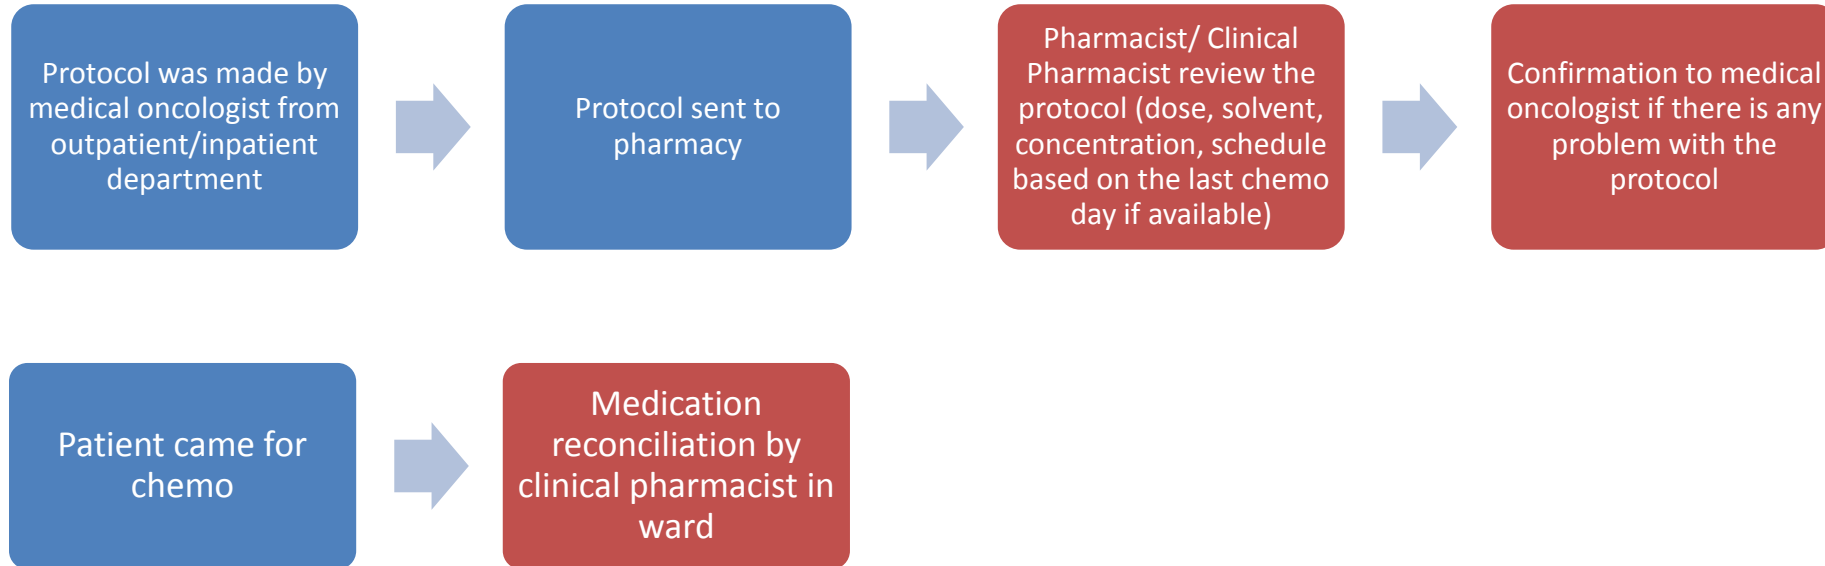 Protocol was made by
medical oncologist from
outpatient/inpatient
department
Protocol sent to
pharmacy
Pharmacist/ Clinical
Pharmacist review the
protocol (dose, solvent,
concentration, schedule
based on the last chemo
day if available)
Confirmation to medical
oncologist if there is any
problem with the
protocol
Patient came for
chemo
Medication
reconciliation by
clinical pharmacist in
ward